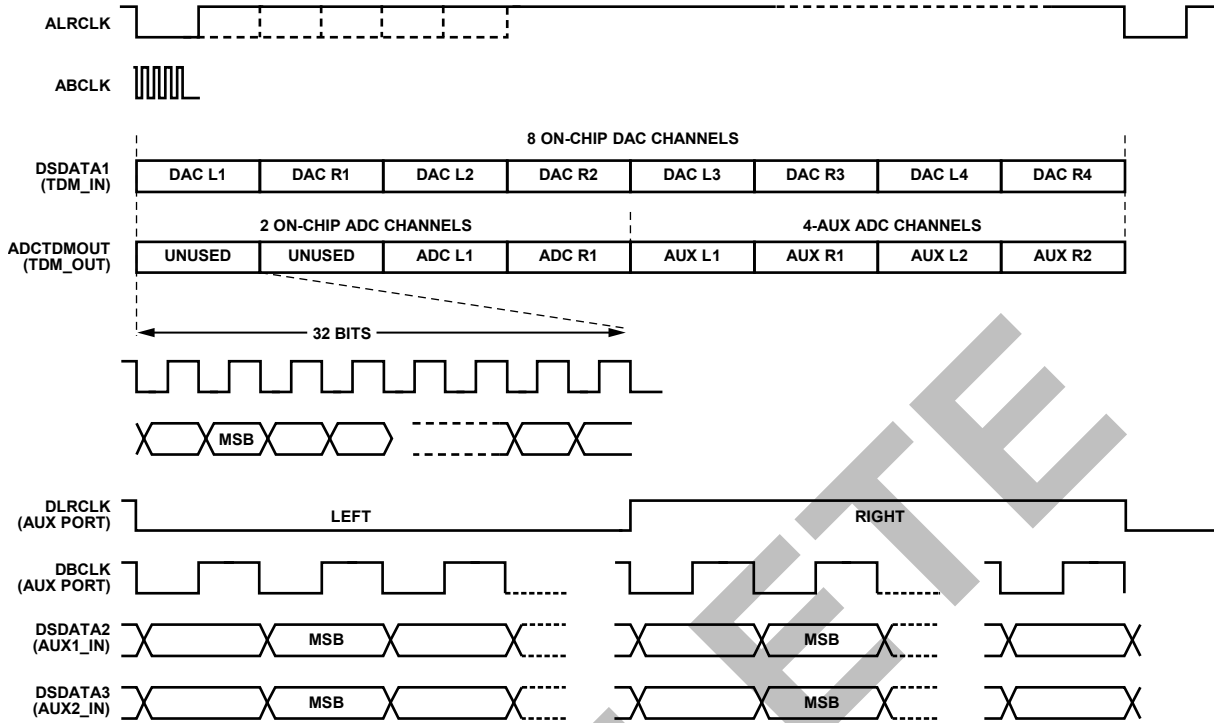 ALRCLK
ABCLK
8 ON-CHIP DAC CHANNELS
DSDATA1
(TDM_IN)
DAC L1 DAC R1 DAC L2 DAC R2 DAC L3 DAC R3 DAC L4 DAC R4
2 ON-CHIP ADC CHANNELS 4-AUX ADC CHANNELS
ADCTDMOUT
(TDM_OUT)
UNUSED UNUSED ADC L1 ADC R1 AUX L1 AUX R1 AUX L2 AUX R2
32 BITS
MSB
DLRCLK
(AUX PORT)
LEFT RIGHT
DBCLK
(AUX PORT)
DSDATA2
(AUX1_IN)
MSB MSB
DSDATA3
(AUX2_IN)
MSB MSB
ETE